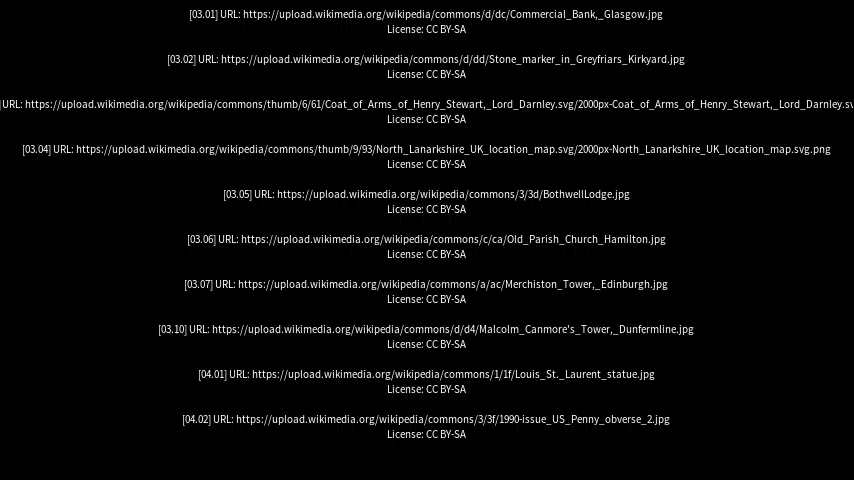 [03.01] URL: https://upload.wikimedia.org/wikipedia/commons/d/dc/Commercial_Bank,_Glasgow.jpg
License: CC BY-SA
[03.02] URL: https://upload.wikimedia.org/wikipedia/commons/d/dd/Stone_marker_in_Greyfriars_Kirkyard.jpg
License: CC BY-SA
] URL: https://upload.wikimedia.org/wikipedia/commons/thumb/6/61/Coat_of_Arms_of_Henry_Stewart,_Lord_Darnley.svg/2000px-Coat_of_Arms_of_Henry_Stewart,_Lord_Darnley.sv
License: CC BY-SA
[03.04] URL: https://upload.wikimedia.org/wikipedia/commons/thumb/9/93/North_Lanarkshire_UK_location_map.svg/2000px-North_Lanarkshire_UK_location_map.svg.png
License: CC BY-SA
[03.05] URL: https://upload.wikimedia.org/wikipedia/commons/3/3d/BothwellLodge.jpg
License: CC BY-SA
[03.06] URL: https://upload.wikimedia.org/wikipedia/commons/c/ca/Old_Parish_Church_Hamilton.jpg
License: CC BY-SA
[03.07] URL: https://upload.wikimedia.org/wikipedia/commons/a/ac/Merchiston_Tower,_Edinburgh.jpg
License: CC BY-SA
[03.10] URL: https://upload.wikimedia.org/wikipedia/commons/d/d4/Malcolm_Canmore's_Tower,_Dunfermline.jpg
License: CC BY-SA
[04.01] URL: https://upload.wikimedia.org/wikipedia/commons/1/1f/Louis_St._Laurent_statue.jpg
License: CC BY-SA
[04.02] URL: https://upload.wikimedia.org/wikipedia/commons/3/3f/1990-issue_US_Penny_obverse_2.jpg
License: CC BY-SA